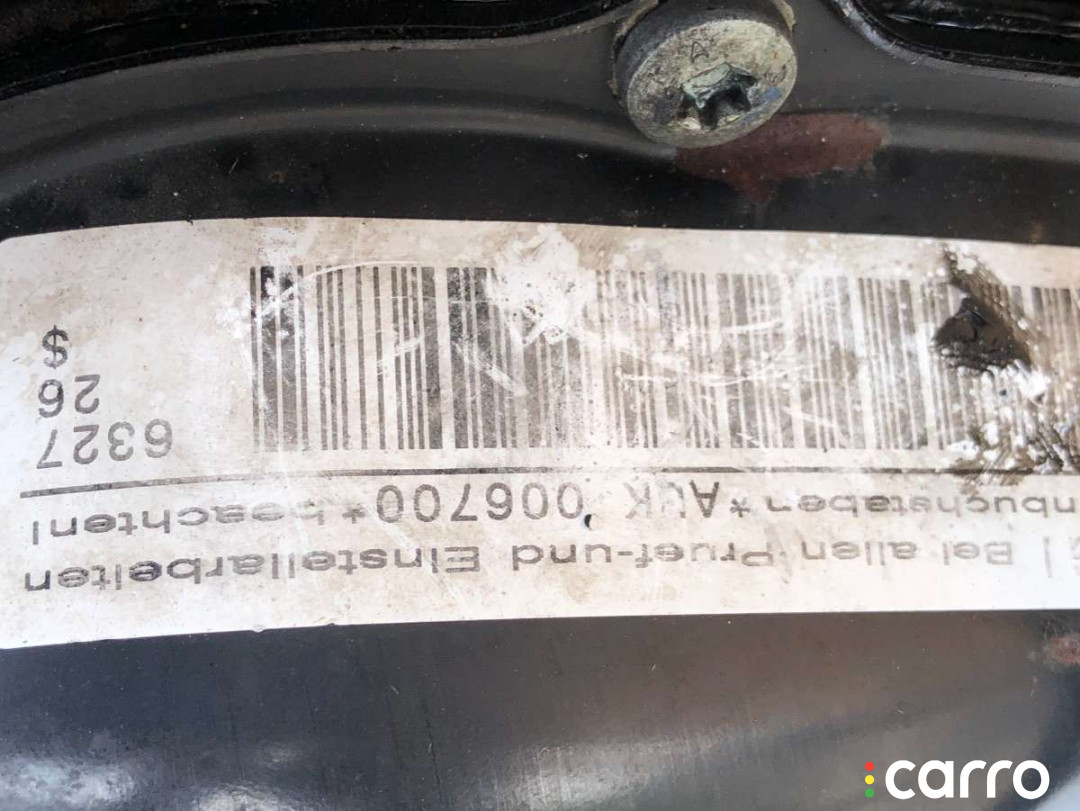 | Bei allen Pruef-und Einstellarbeiten
nbuchstaben *AUK 006700* beachten!
6327
26
$
carro